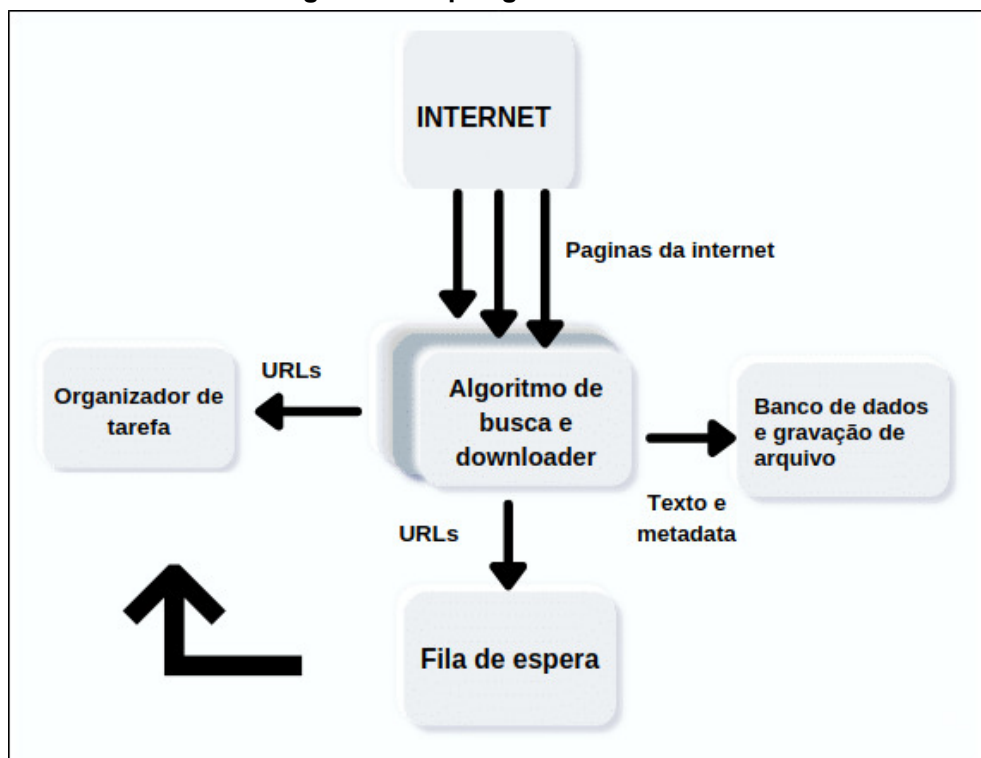 INTERNET
Paginas da internet
URLs
Organizador de
tarefa
Algoritmo de
busca e
downloader
Banco de dados
e gravação de
arquivo
Texto e
metadata
URLs
Fila de espera